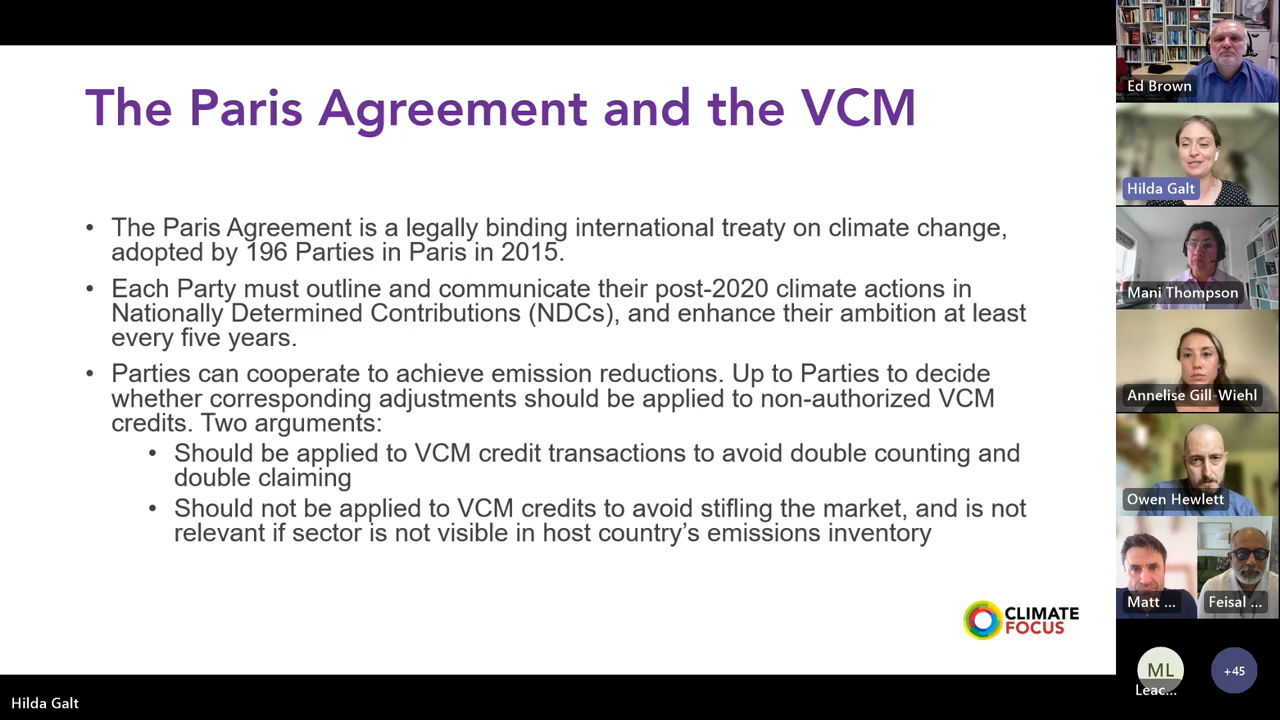 The Paris Agreement and the VCM
• The Paris Agreement is a legally binding international treaty on climate change,
adopted by 196 Parties in Paris in 2015.
• Each Party must outline and communicate their post-2020 climate actions in
Nationally Determined Contributions (NDCs), and enhance their ambition at least
every five years.
• Parties can cooperate to achieve emission reductions. Up to Parties to decide
whether corresponding adjustments should be applied to non-authorized VCM
credits. Two arguments:
• Should be applied to VCM credit transactions to avoid double counting and
double claiming
• Should not be applied to VCM credits to avoid stifling the market, and is not
relevant if sector is not visible in host country’s emissions inventory
CLIMATE
FOCUS
Hilda Galt
Ed Brown
Hilda Galt
Mani Thompson
Annelise Gill-Wiehl
Owen Hewlett
Matt ...
Feisal ...
ML
Leac...
+45